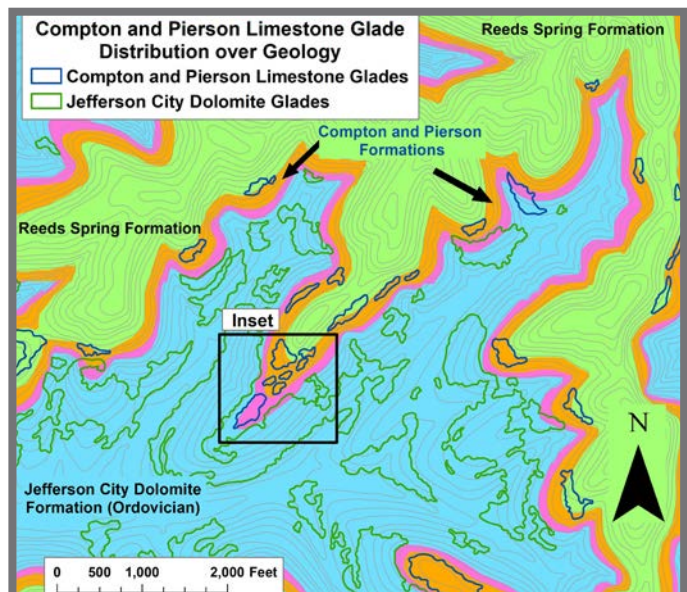 Compton and Pierson Limestone Glade
Distribution over Geology
Compton and Pierson Limestone Glades
Jefferson City Dolomite Glades
Reeds Spring Formation
Compton and Pierson
Formations
Reeds Spring Formation
Inset
N
Jefferson City Dolomite
Formation (Ordovician)
0 500 1,000 2,000 Feet